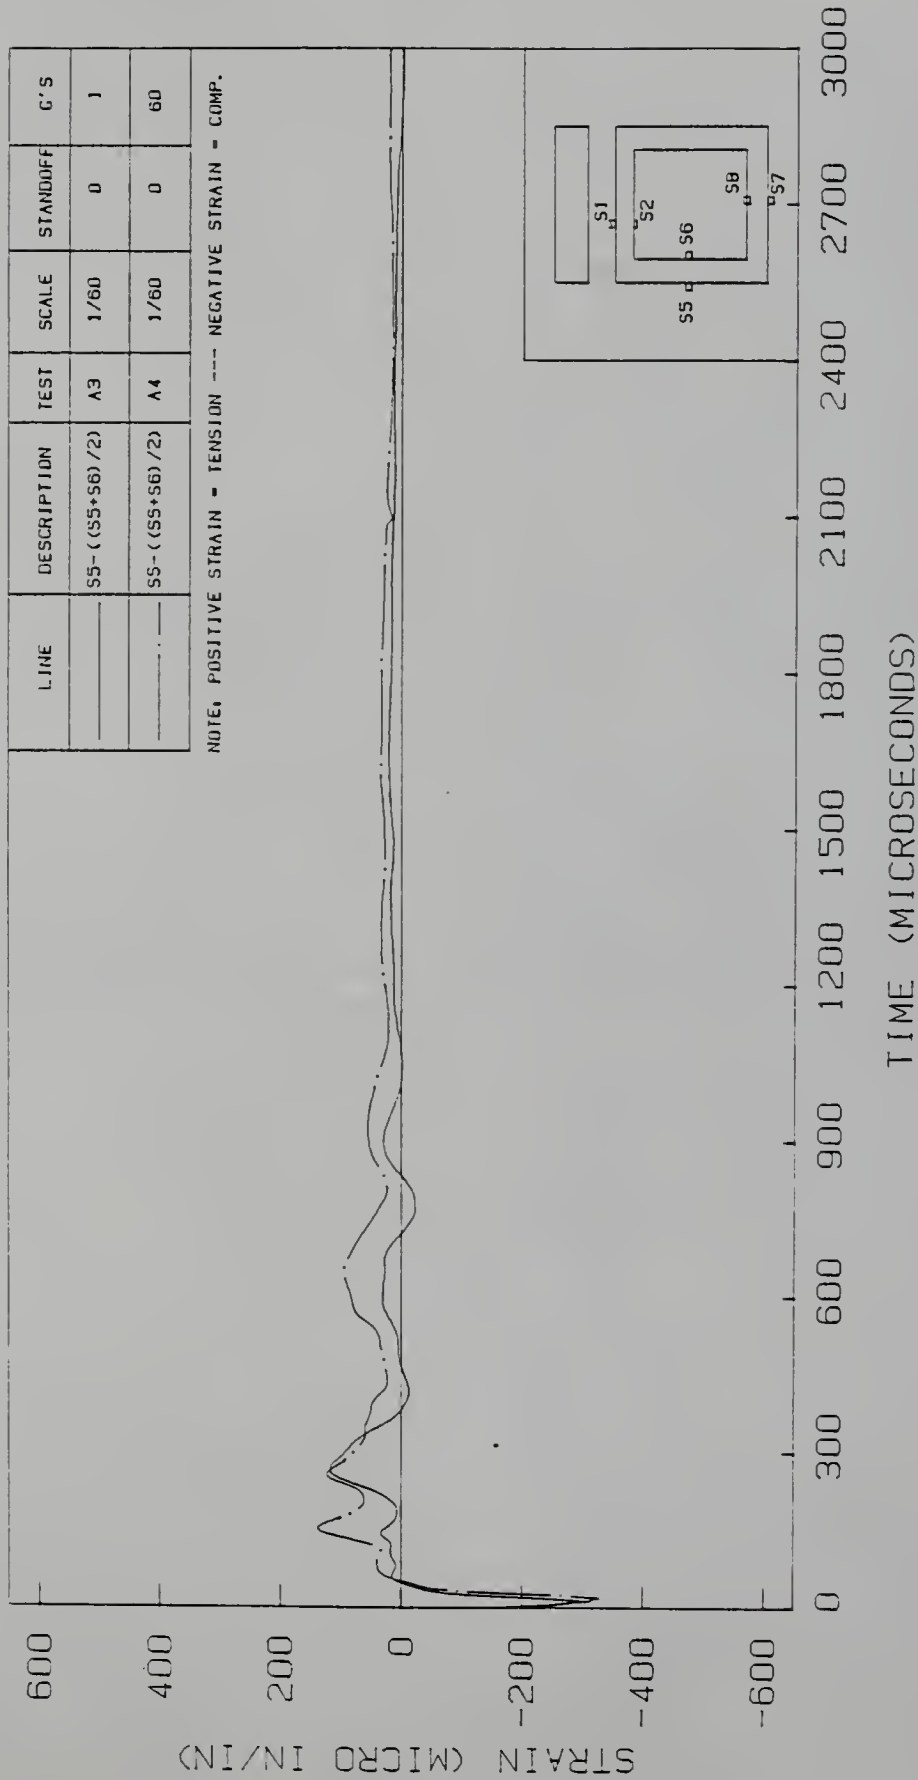 LINE DESCRIPTION TEST SCALE STANDOFF G'S
S5-((S5+S6)/2) A3 1/60 0 1
S5-((S5+S6)/2) A4 1/60 0 60
NOTE, POSITIVE STRAIN = TENSION --- NEGATIVE STRAIN = COMP.
600
400
200
0
-200
-400
-600
STRAIN (MICRO IN/IN)
S1
S2
S5
S6
S8
S7
0 300 600 900 1200 1500 1800 2100 2400 2700 3000
TIME (MICROSECONDS)